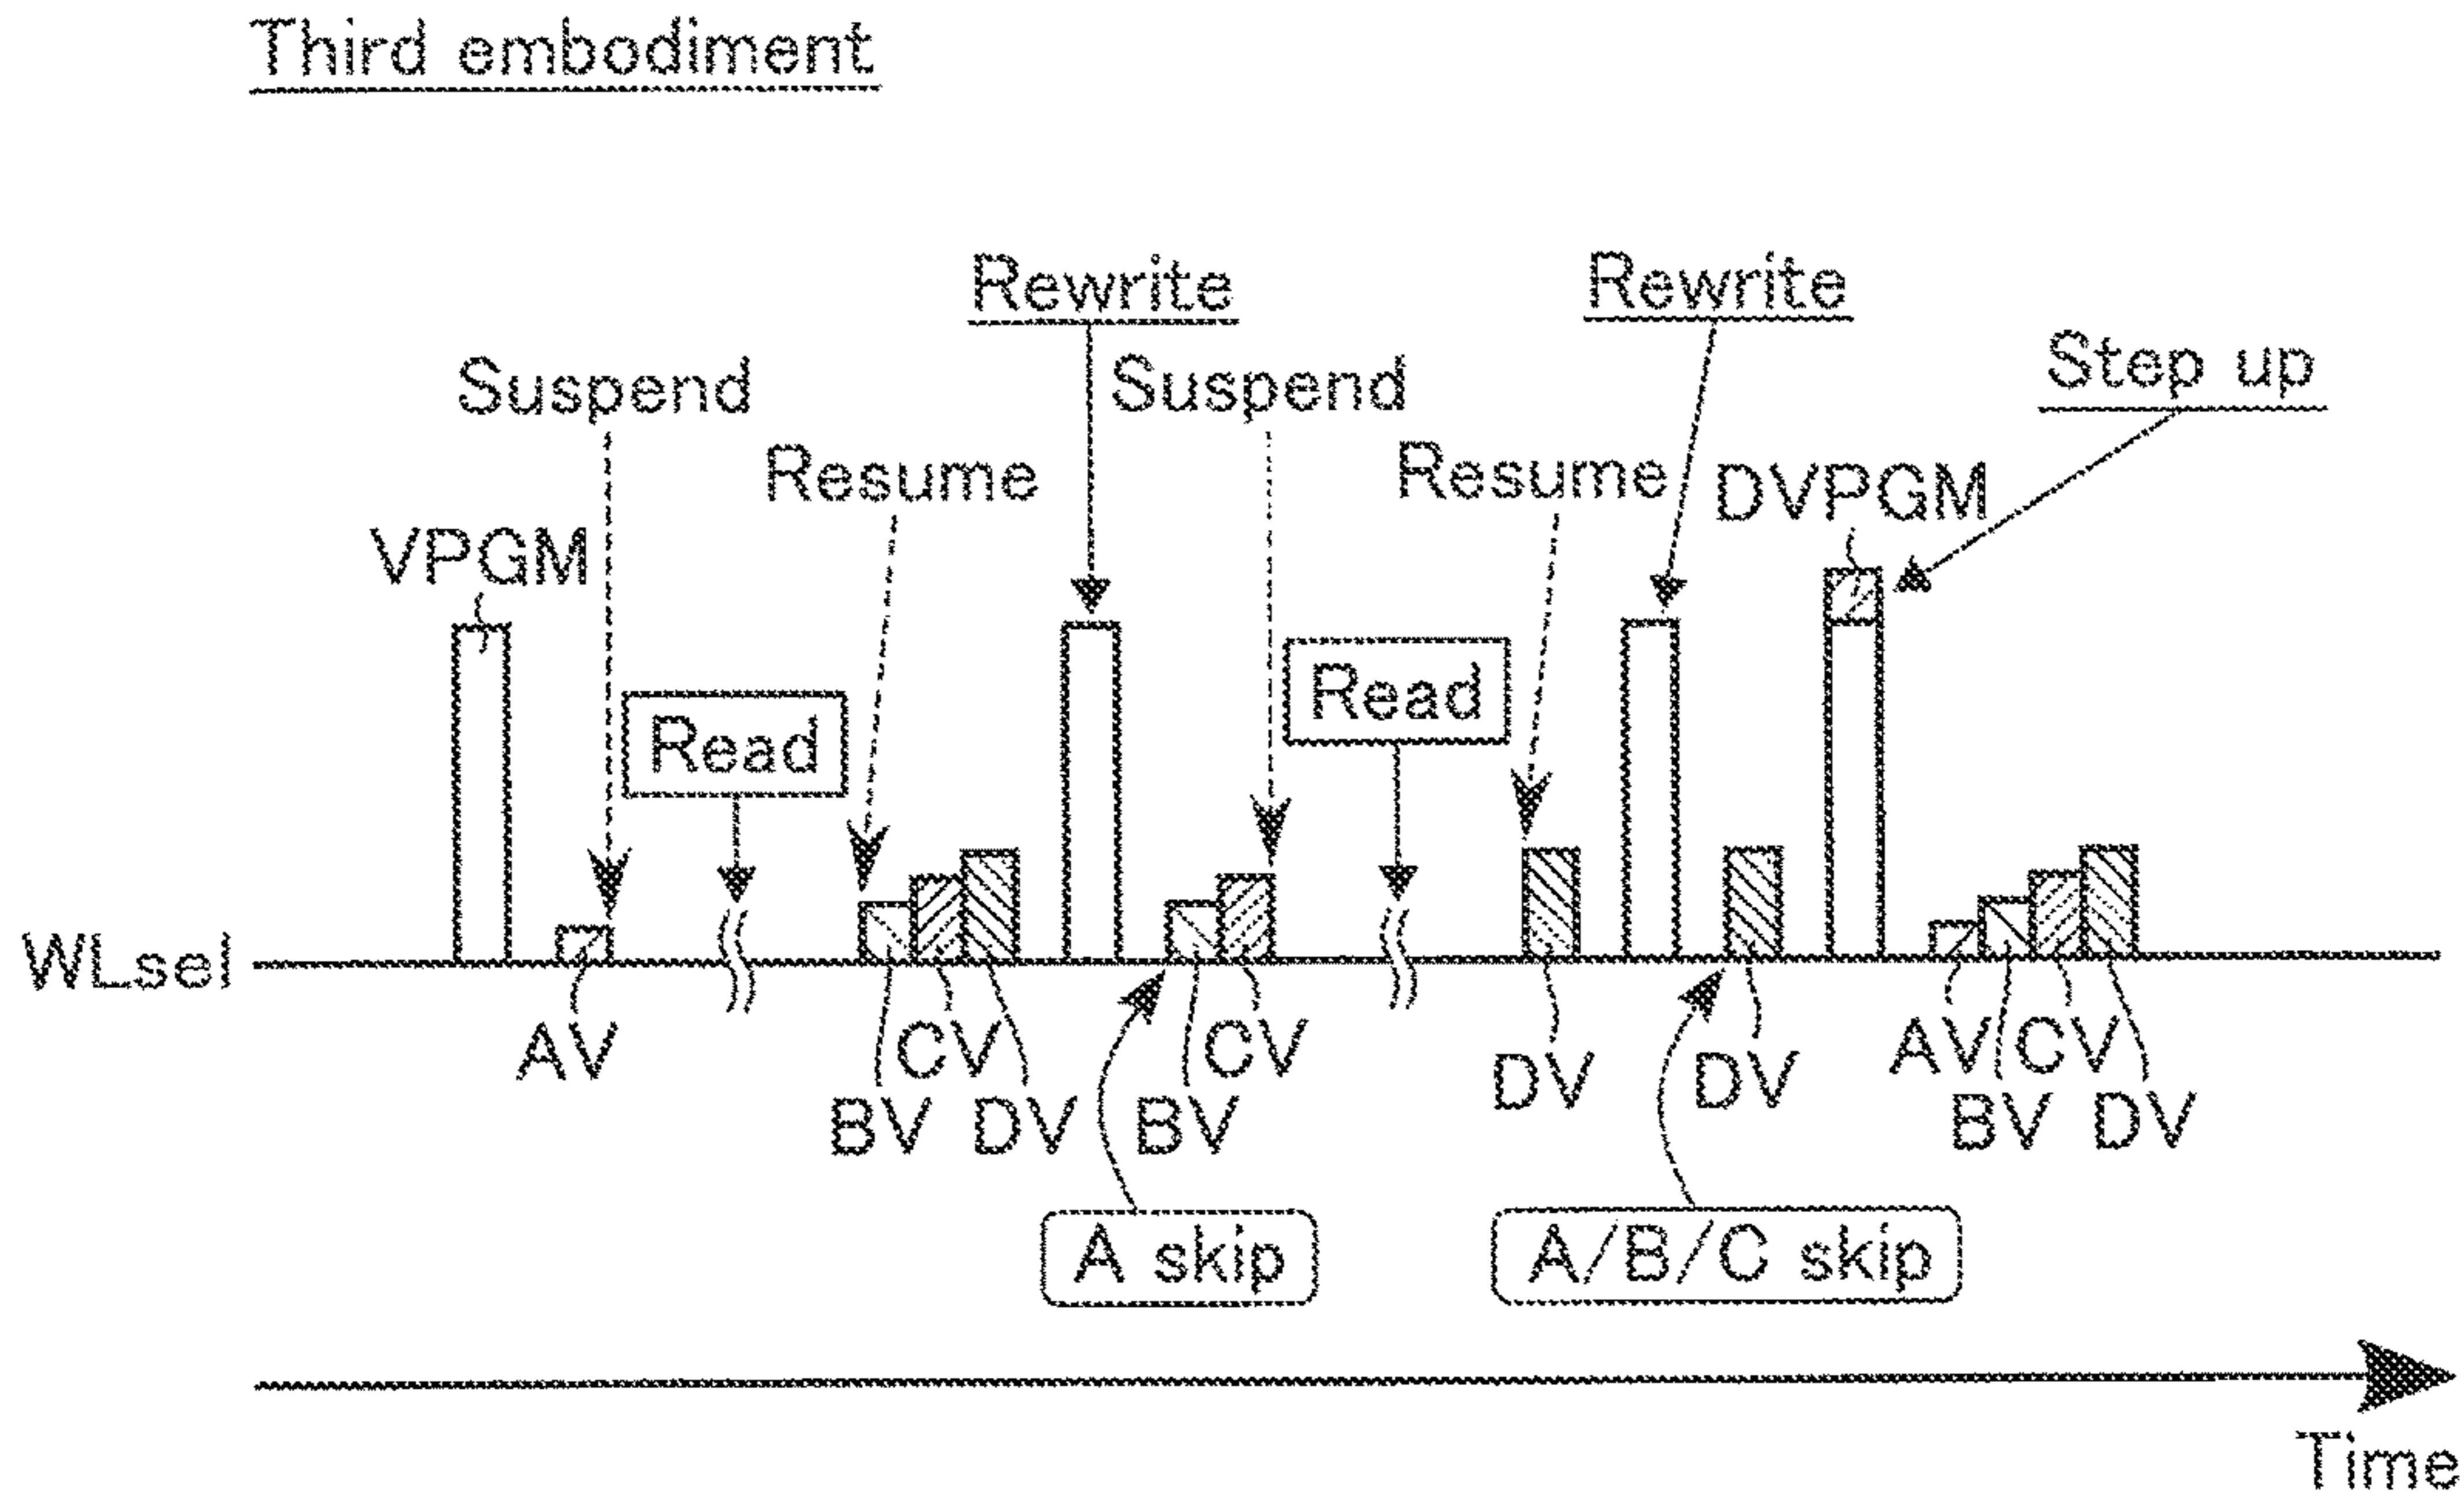 Third embodiment
Rewrite
Rewrite
Suspend
Suspend
Step up
Resume
Resume
DVPGM
VPGM
Read
Read
WLsel
AV
CV
CV
DV
DV
AV
CV
BV
DV
BV
BV
DV
A skip
A/B/C skip
Time